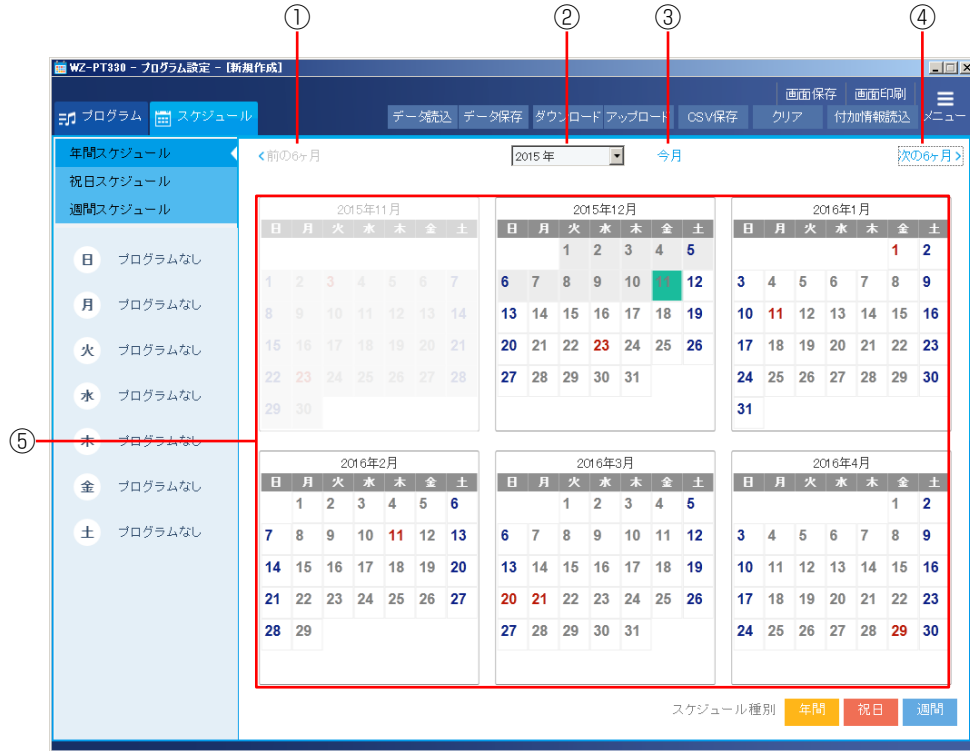 ① ② ③ ④
WZ-PT330 - プログラム設定 - [新規作成]
画面保存 画面印刷
プログラム スケジュール データ読込 データ保存 ダウンロード アップロード CSV保存 クリア 付加情報読込 メニュー
年間スケジュール
祝日スケジュール
週間スケジュール
<前の6ヶ月 2015年 今月 次の6ヶ月>
日 プログラムなし
月 プログラムなし
火 プログラムなし
水 プログラムなし
木 プログラムなし
金 プログラムなし
土 プログラムなし
⑤
2015年11月
日 月 火 水 木 金 土
1 2 3 4 5 6 7
8 9 10 11 12 13 14
15 16 17 18 19 20 21
22 23 24 25 26 27 28
29 30
2015年12月
日 月 火 水 木 金 土
1 2 3 4 5
6 7 8 9 10 11 12
13 14 15 16 17 18 19
20 21 22 23 24 25 26
27 28 29 30 31
2016年1月
日 月 火 水 木 金 土
1 2
3 4 5 6 7 8 9
10 11 12 13 14 15 16
17 18 19 20 21 22 23
24 25 26 27 28 29 30
31
2016年2月
日 月 火 水 木 金 土
1 2 3 4 5 6
7 8 9 10 11 12 13
14 15 16 17 18 19 20
21 22 23 24 25 26 27
28 29
2016年3月
日 月 火 水 木 金 土
1 2 3 4 5
6 7 8 9 10 11 12
13 14 15 16 17 18 19
20 21 22 23 24 25 26
27 28 29 30 31
2016年4月
日 月 火 水 木 金 土
1 2
3 4 5 6 7 8 9
10 11 12 13 14 15 16
17 18 19 20 21 22 23
24 25 26 27 28 29 30
スケジュール種別 年間 祝日 週間